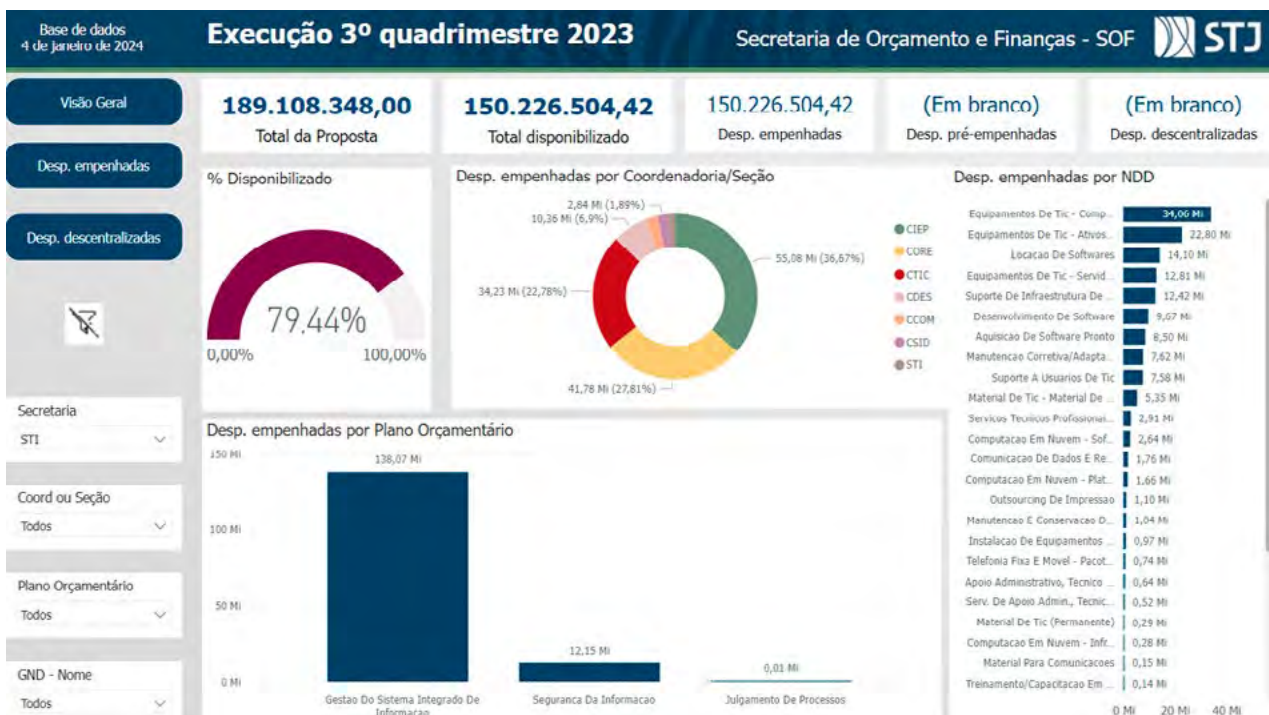 Base de dados
4 de janeiro de 2024
Execução 3º quadrimestre 2023
Secretaria de Orçamento e Finanças - SOF
STJ
Visão Geral
Desp. empenhadas
Desp. descentralizadas
189.108.348,00
Total da Proposta
150.226.504,42
Total disponibilizado
150.226.504,42
Desp. empenhadas
(Em branco)
Desp. pré-empenhadas
(Em branco)
Desp. descentralizadas
% Disponibilizado
79,44%
0,00%
100,00%
Desp. empenhadas por Coordenadoria/Seção
2,84 Mi (1,89%)
10,36 Mi (6,9%)
55,08 Mi (36,67%)
34,23 Mi (22,78%)
41,78 Mi (27,81%)
CIEP
CORE
CTIC
CDES
CCOM
CSID
STI
Desp. empenhadas por NDD
Equipamentos De Tic - Comp... 34,06 Mi
Equipamentos De Tic - Ativos... 22,80 Mi
Locacao De Softwares 14,10 Mi
Equipamentos De Tic - Servid... 12,81 Mi
Suporte De Infraestrutura De ... 12,42 Mi
Desenvolvimento De Software 9,67 Mi
Aquisicao De Software Pronto 8,50 Mi
Manutencao Corretiva/Adapta... 7,62 Mi
Suporte A Usuarios De Tic 7,58 Mi
Material De Tic - Material De ... 5,35 Mi
Servicos Tecnicos Profissionai... 2,91 Mi
Computacao Em Nuvem - Sof... 2,64 Mi
Comunicacao De Dados E Re... 1,76 Mi
Computacao Em Nuvem - Plat... 1,66 Mi
Outsourcing De Impressao 1,10 Mi
Manutencao E Conservacao D... 1,04 Mi
Instalacao De Equipamentos ... 0,97 Mi
Telefonia Fixa E Movel - Pacot... 0,74 Mi
Apoio Administrativo, Tecnico ... 0,64 Mi
Serv. De Apoio Admin., Tecnic... 0,52 Mi
Material De Tic (Permanente) 0,29 Mi
Computacao Em Nuvem - Infr... 0,28 Mi
Material Para Comunicacoes 0,15 Mi
Treinamento/Capacitacao Em ... 0,14 Mi
0 Mi 20 Mi 40 Mi
Secretaria
STI
Coord ou Seção
Todos
Plano Orçamentário
Todos
GND - Nome
Todos
Desp. empenhadas por Plano Orçamentário
150 Mi
100 Mi
50 Mi
0 Mi
138,07 Mi
12,15 Mi
0,01 Mi
Gestao Do Sistema Integrado De
Informacao
Seguranca Da Informacao
Julgamento De Processos